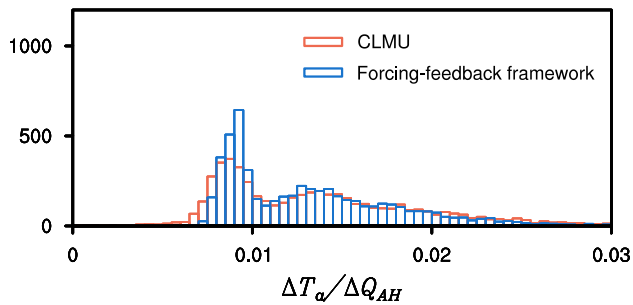 1000
500
0
CLMU
Forcing-feedback framework
0 0.01 0.02 0.03
ΔT_a/ΔQ_AH